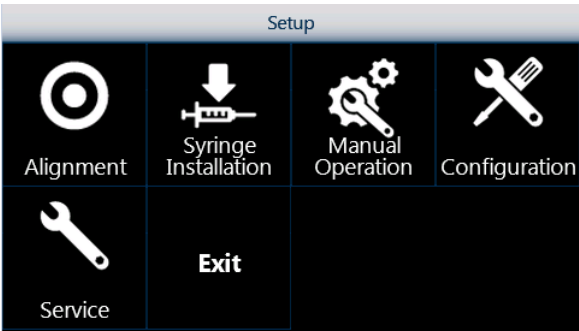 Setup
Alignment
Syringe
Installation
Manual
Operation
Configuration
Service
Exit